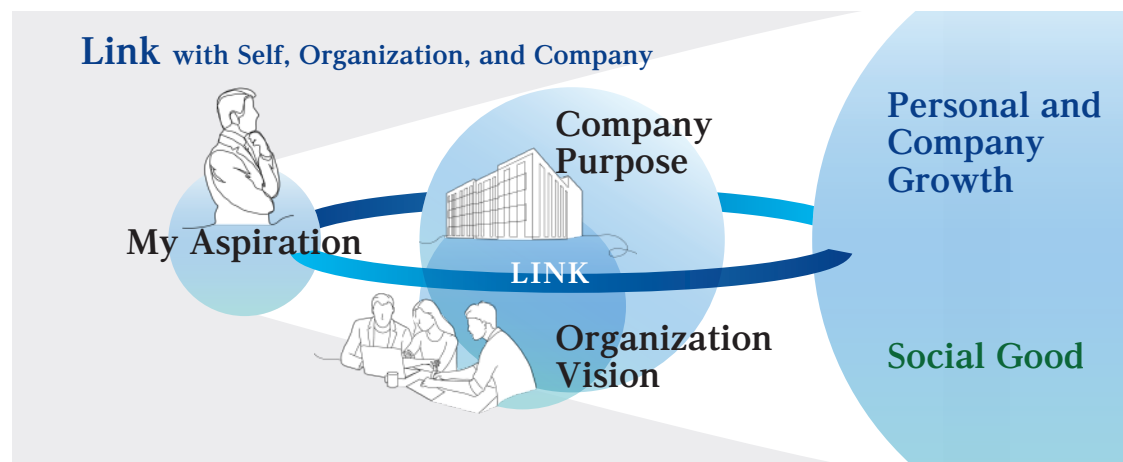 Link with Self, Organization, and Company
My Aspiration
Company
Purpose
LINK
Organization
Vision
Personal and
Company
Growth
Social Good